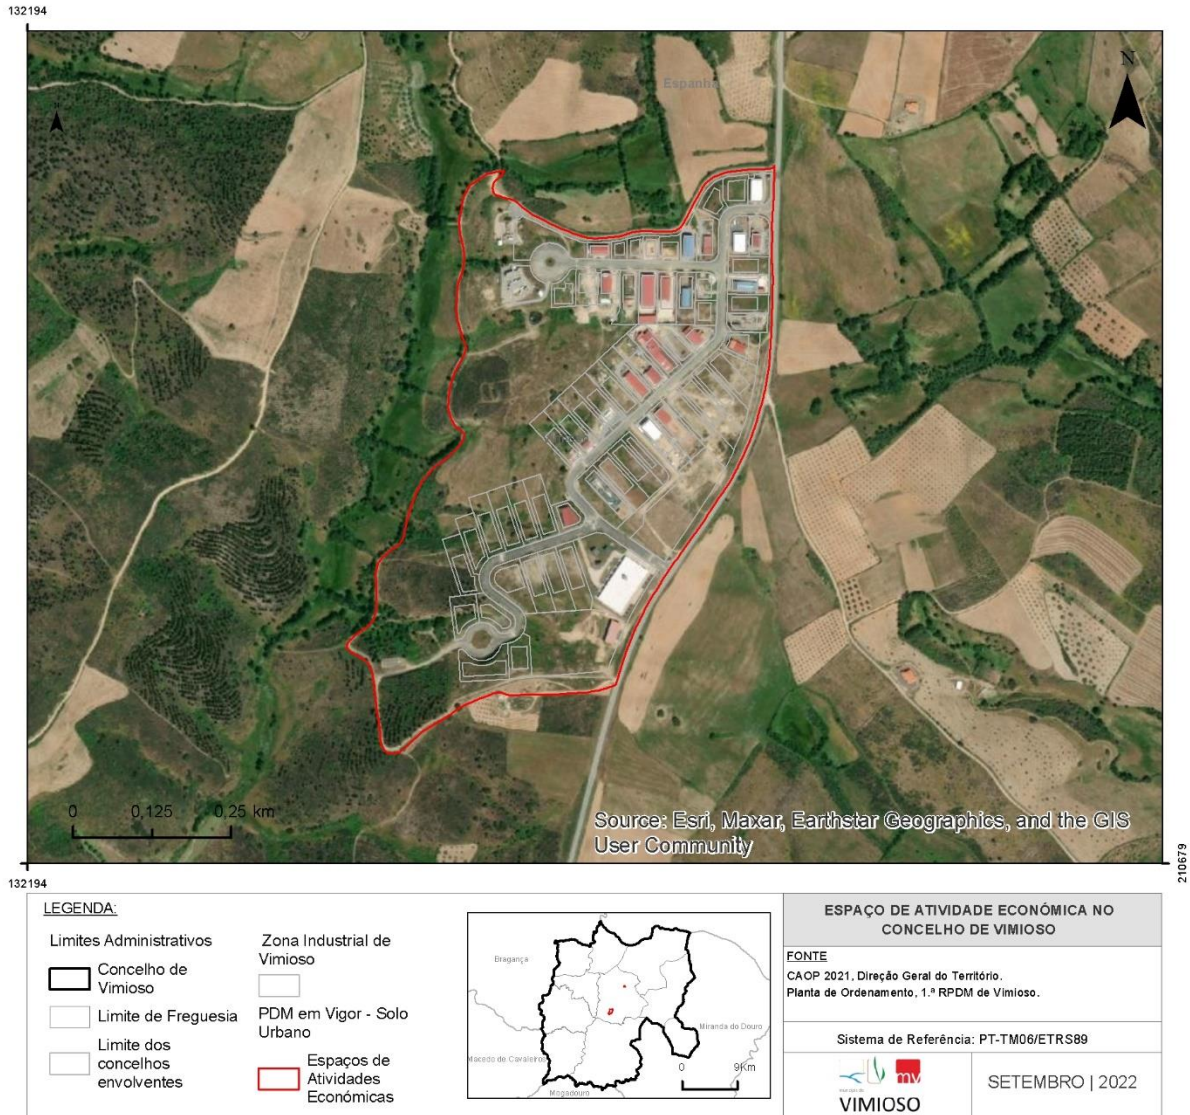 132194
N
Espanha
0 0,125 0,25 km
Source: Esri, Maxar, Earthstar Geographics, and the GIS
User Community
132194
210679
LEGENDA:
Limites Administrativos
Concelho de
Vimioso
Limite de Freguesia
Limite dos
concelhos
envolventes
Zona Industrial de
Vimioso
PDM em Vigor - Solo
Urbano
Espaços de
Atividades
Económicas
Bragança
Miranda do Douro
Macedo de Cavaleiros
Mogadouro
0 9Km
ESPAÇO DE ATIVIDADE ECONÓMICA NO
CONCELHO DE VIMIOSO
FONTE
CAOP 2021, Direção Geral do Território.
Planta de Ordenamento, 1.ª RPDM de Vimioso.
Sistema de Referência: PT-TM06/ETRS89
mv
VIMIOSO
SETEMBRO | 2022